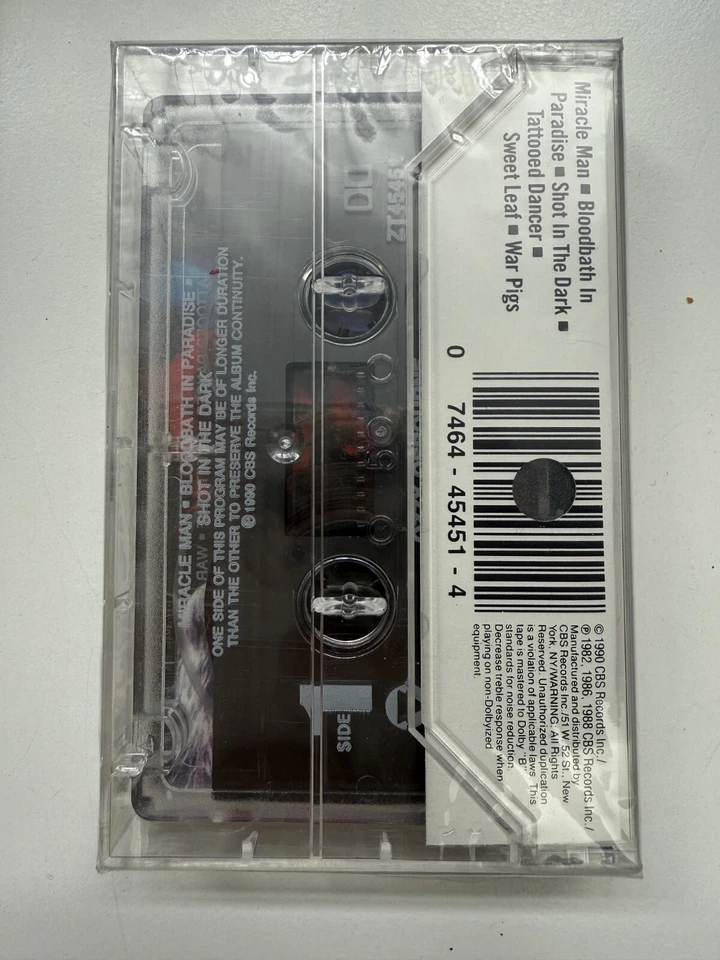 Miracle Man ■ Bloodbath In
Paradise ■ Shot In The Dark ■
Tattooed Dancer ■
Sweet Leaf ■ War Pigs
0 7464 - 45451 - 4
© 1990 CBS Records Inc./
℗ 1982, 1986, 1988 CBS Records Inc./
Manufactured and distributed by
CBS Records Inc./51 W. 52 St., New
York, NY/WARNING: All Rights
Reserved. Unauthorized duplication
is a violation of applicable laws. This
tape is mastered to Dolby "B"
standards for noise reduction.
Decrease treble response when
playing on non-Dolbyized
equipment.
SIDE 1
© 1990 CBS Records Inc.
THAN THE OTHER TO PRESERVE THE ALBUM CONTINUITY.
ONE SIDE OF THIS PROGRAM MAY BE OF LONGER DURATION
SHOT IN THE DARK
MIRACLE MAN ■ BLOODBATH IN PARADISE ■